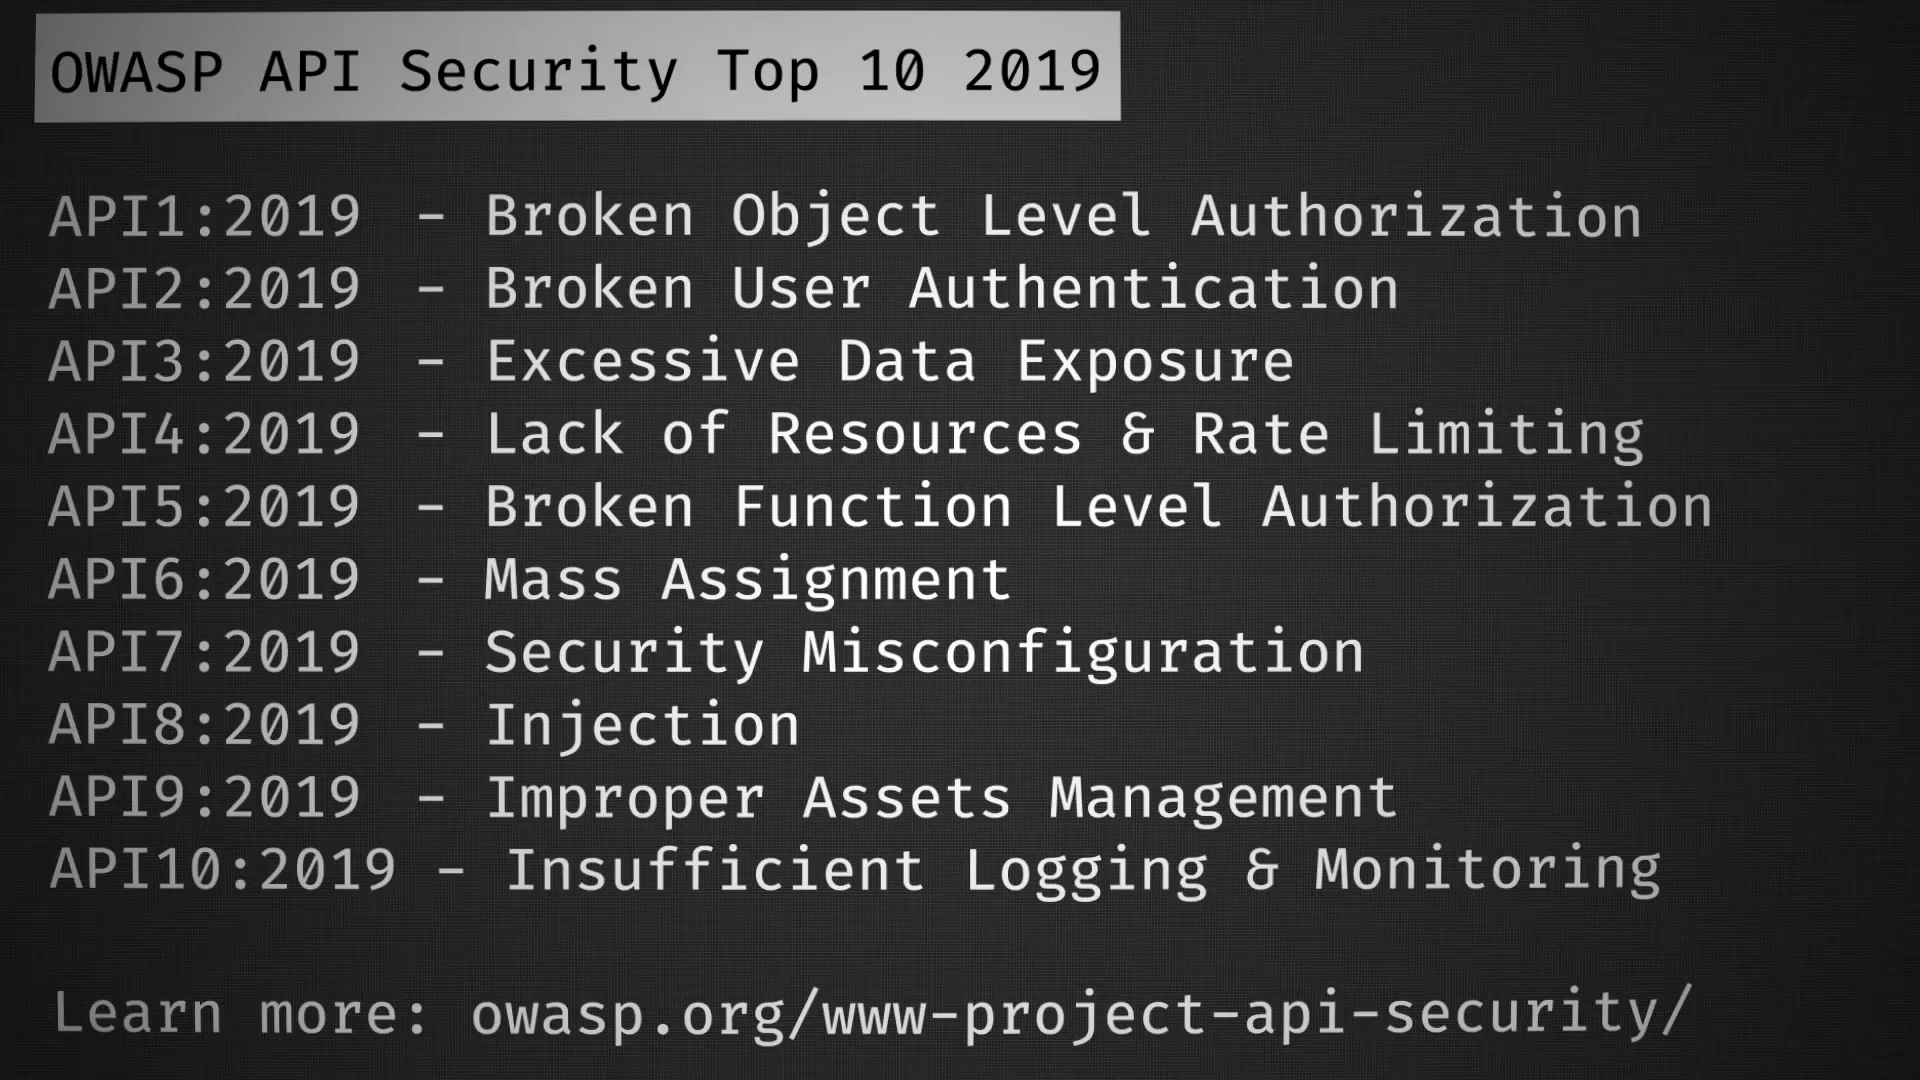 OWASP API Security Top 10 2019
API1:2019 - Broken Object Level Authorization
API2:2019 - Broken User Authentication
API3:2019 - Excessive Data Exposure
API4:2019 - Lack of Resources & Rate Limiting
API5:2019 - Broken Function Level Authorization
API6:2019 - Mass Assignment
API7:2019 - Security Misconfiguration
API8:2019 - Injection
API9:2019 - Improper Assets Management
API10:2019 - Insufficient Logging & Monitoring
Learn more: owasp.org/www-project-api-security/